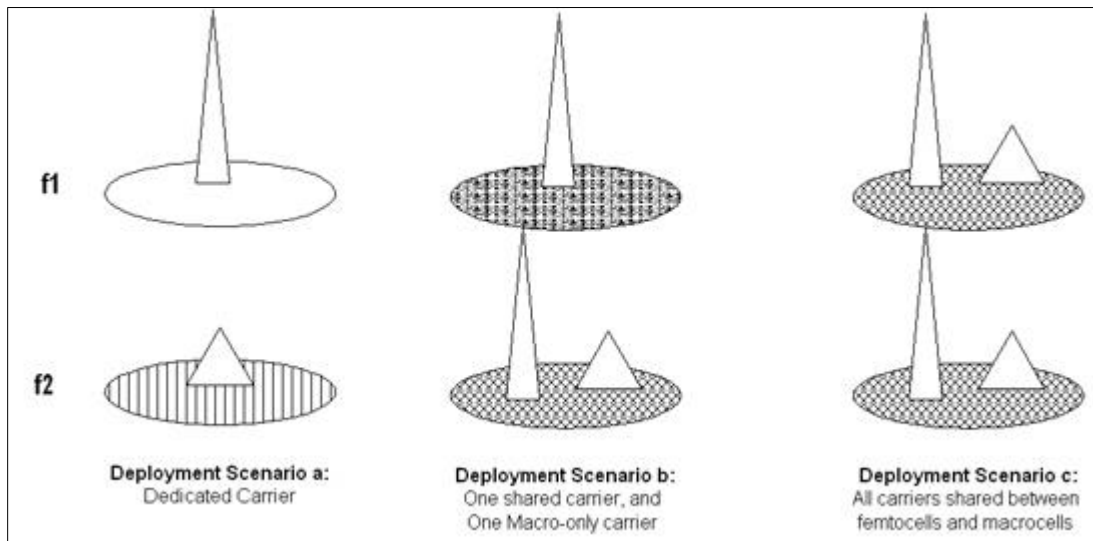 f1
f2
Deployment Scenario a:
Dedicated Carrier
Deployment Scenario b:
One shared carrier, and
One Macro-only carrier
Deployment Scenario c:
All carriers shared between
femtocells and macrocells